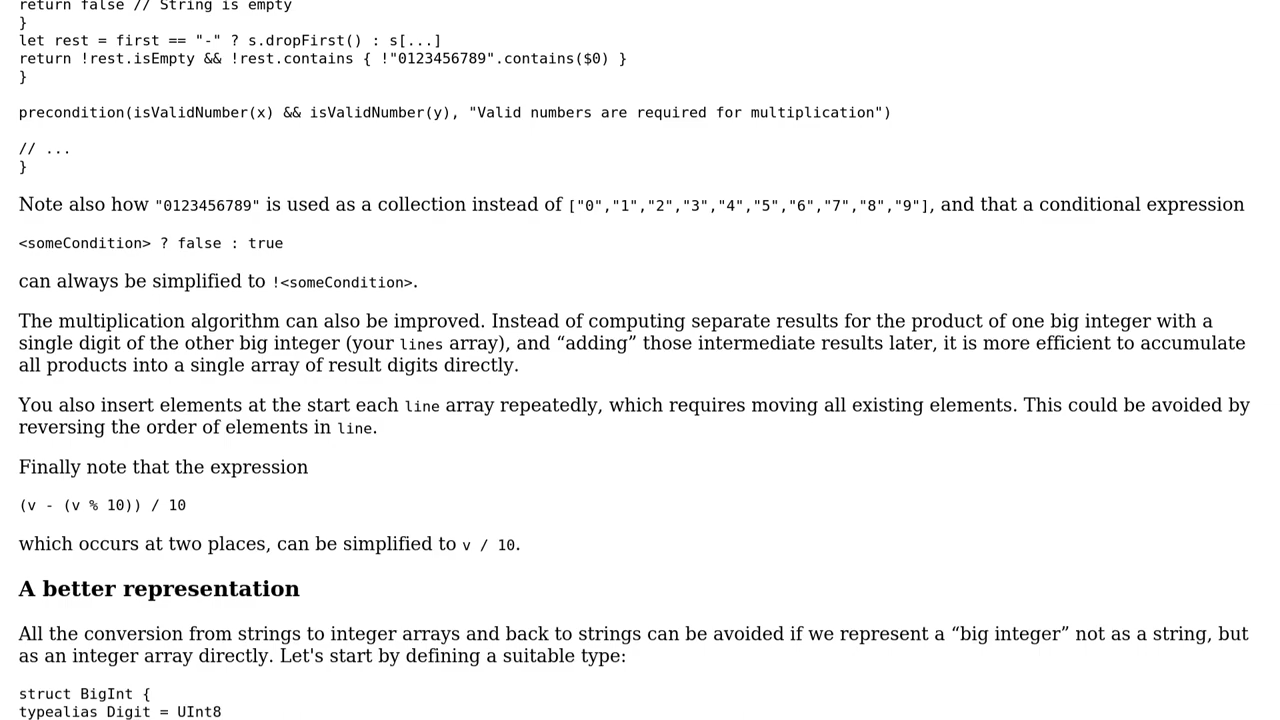 return false // String is empty
}
let rest = first == "-" ? s.dropFirst() : s[...]
return !rest.isEmpty && !rest.contains { !"0123456789".contains($0) }
}
precondition(isValidNumber(x) && isValidNumber(y), "Valid numbers are required for multiplication")
// ...
}
Note also how "0123456789" is used as a collection instead of ["0","1","2","3","4","5","6","7","8","9"], and that a conditional expression
<someCondition> ? false : true
can always be simplified to !<someCondition>.
The multiplication algorithm can also be improved. Instead of computing separate results for the product of one big integer with a
single digit of the other big integer (your lines array), and “adding” those intermediate results later, it is more efficient to accumulate
all products into a single array of result digits directly.
You also insert elements at the start each line array repeatedly, which requires moving all existing elements. This could be avoided by
reversing the order of elements in line.
Finally note that the expression
(v - (v % 10)) / 10
which occurs at two places, can be simplified to v / 10.
A better representation
All the conversion from strings to integer arrays and back to strings can be avoided if we represent a “big integer” not as a string, but
as an integer array directly. Let's start by defining a suitable type:
struct BigInt {
typealias Digit = UInt8